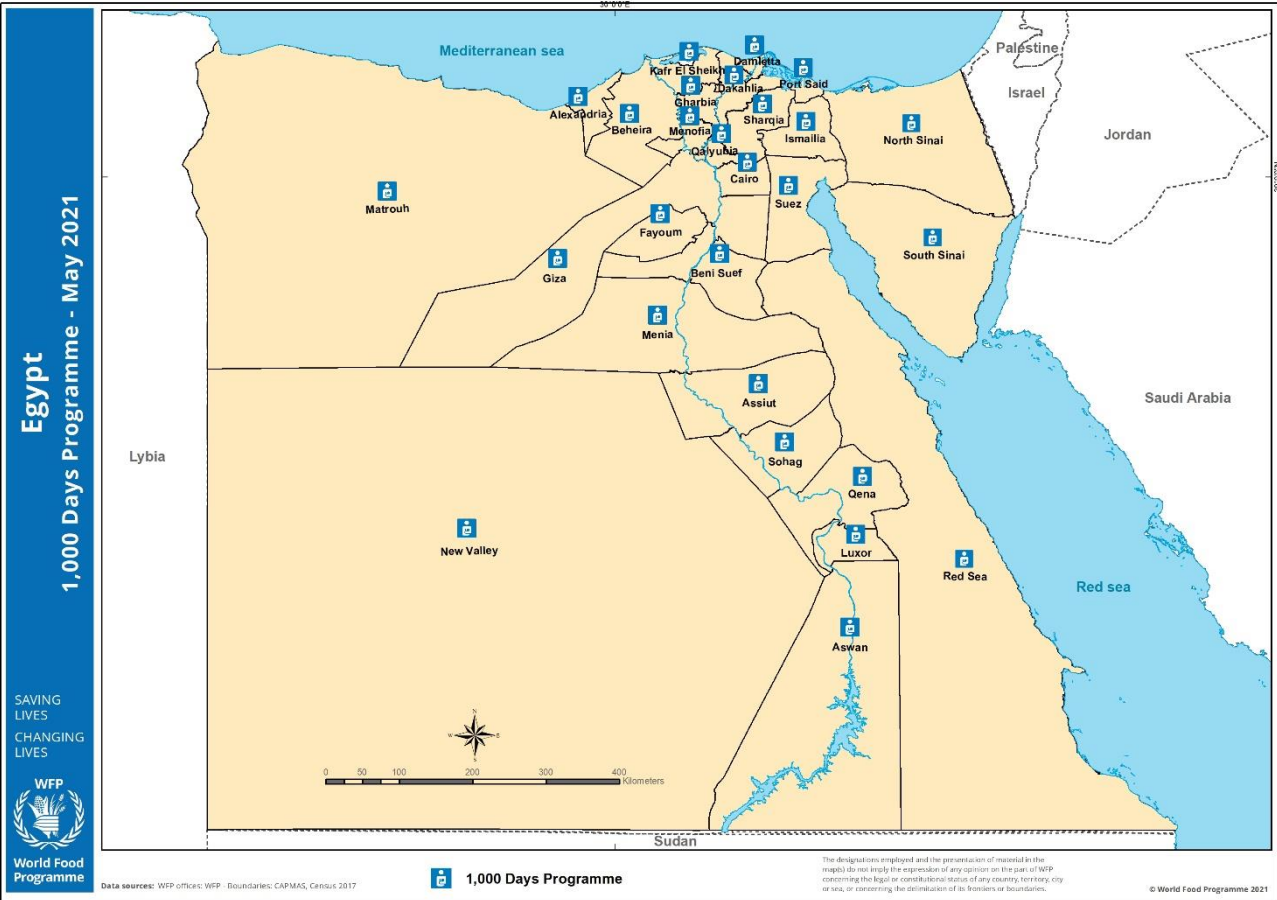 Egypt
1,000 Days Programme - May 2021
SAVING
LIVES
CHANGING
LIVES
WFP
World Food
Programme
30°0'0"E
Mediterranean sea
Palestine
Israel
Jordan
Saudi Arabia
Lybia
Sudan
Red sea
Damietta
Kafr El Sheikh
Dakahlia
Port Said
Gharbia
Alexandria
Beheira
Menofia
Sharqia
Ismailia
North Sinai
Qalyubia
Cairo
Suez
Matrouh
Fayoum
South Sinai
Giza
Beni Suef
Menia
Assiut
Sohag
Qena
New Valley
Luxor
Red Sea
Aswan
N
W E
S
0 50 100 200 300 400
Kilometers
1,000 Days Programme
Data sources: WFP offices: WFP - Boundaries: CAPMAS, Census 2017
The designations employed and the presentation of material in the
map(s) do not imply the expression of any opinion on the part of WFP
concerning the legal or constitutional status of any country, territory, city
or sea, or concerning the delimitation of its frontiers or boundaries.
© World Food Programme 2021